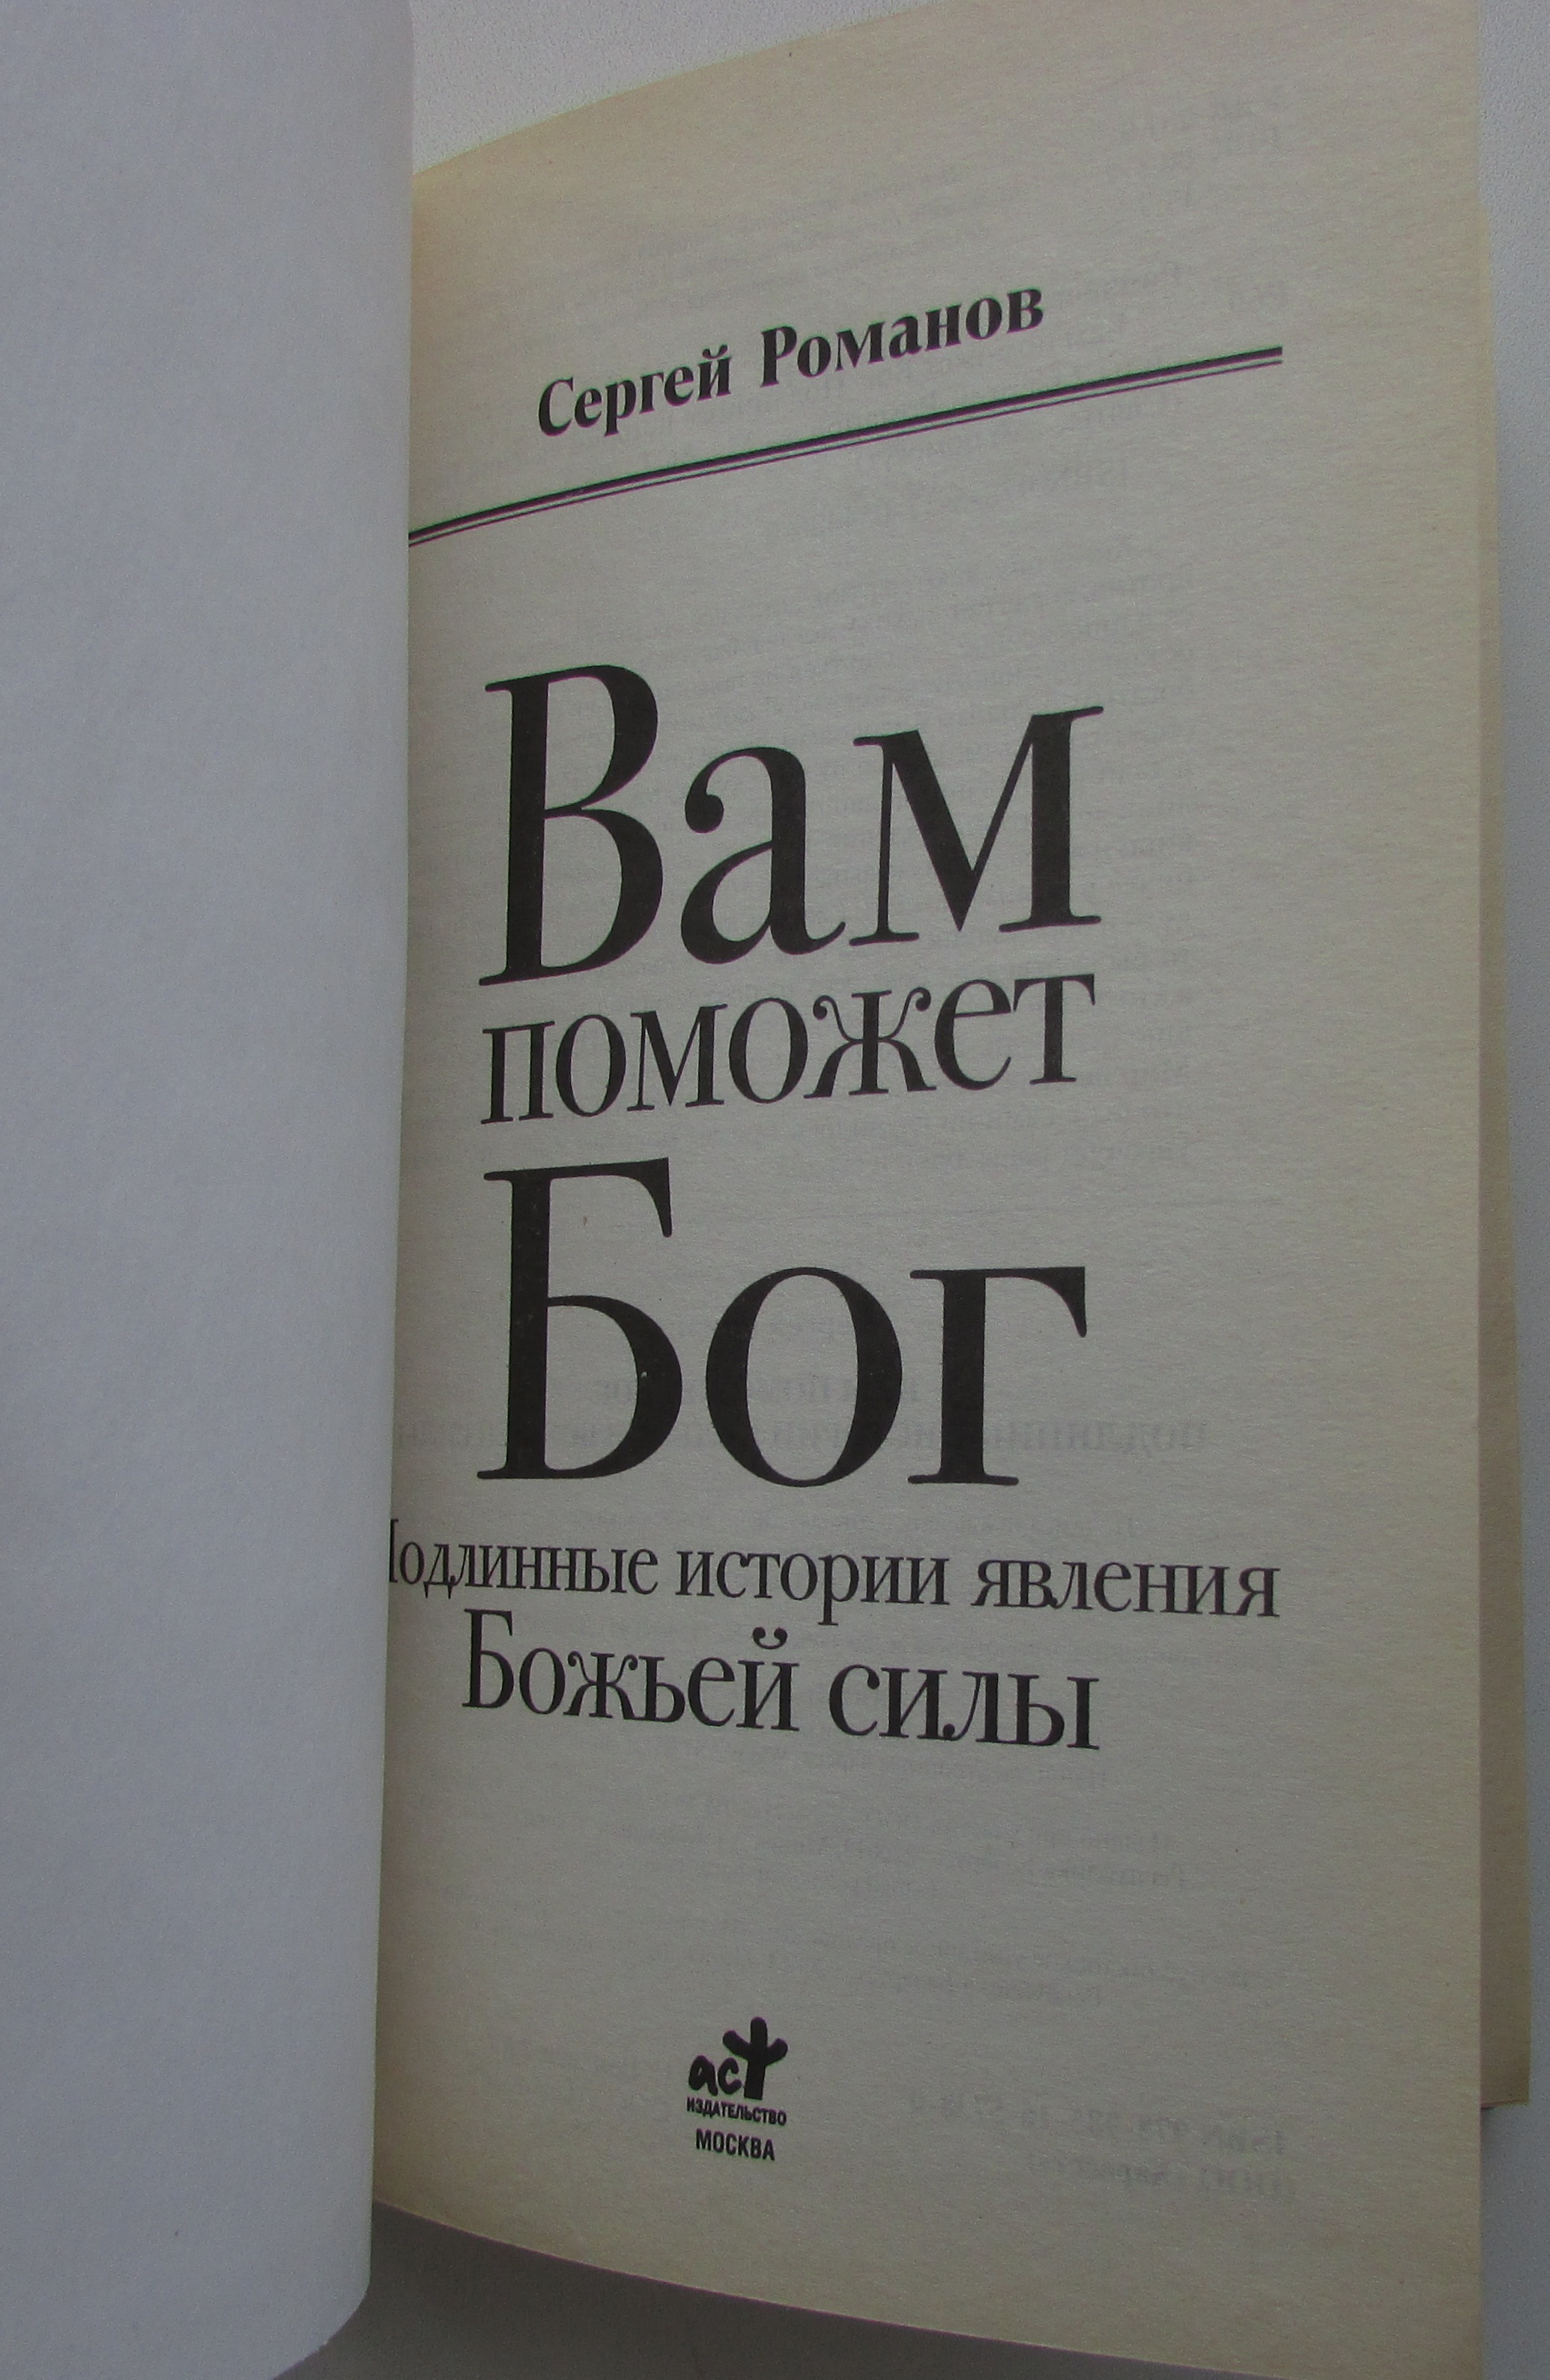 Сергей Романов
Вам
поможет
Бог
Подлинные истории явления
Божьей силы
аст
ИЗДАТЕЛЬСТВО
МОСКВА